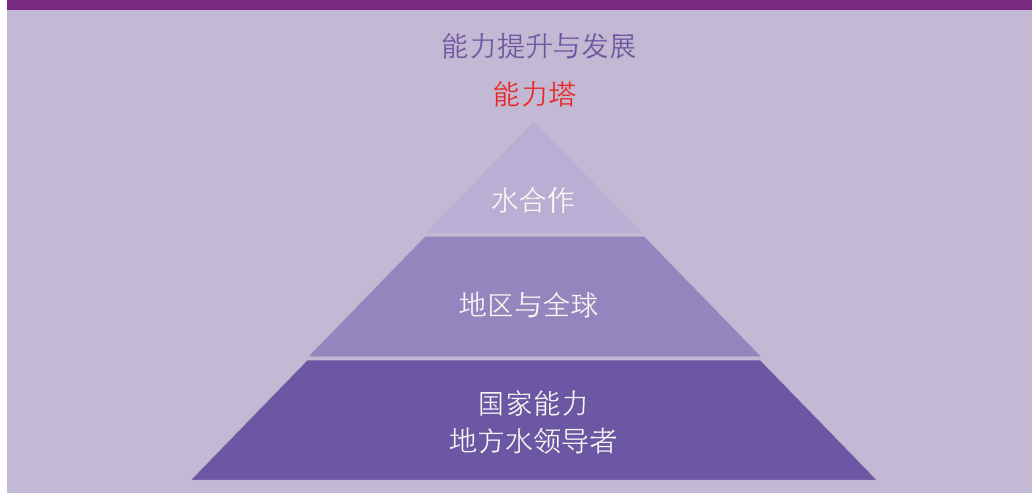 能力提升与发展
能力塔
水合作
地区与全球
国家能力
地方水领导者